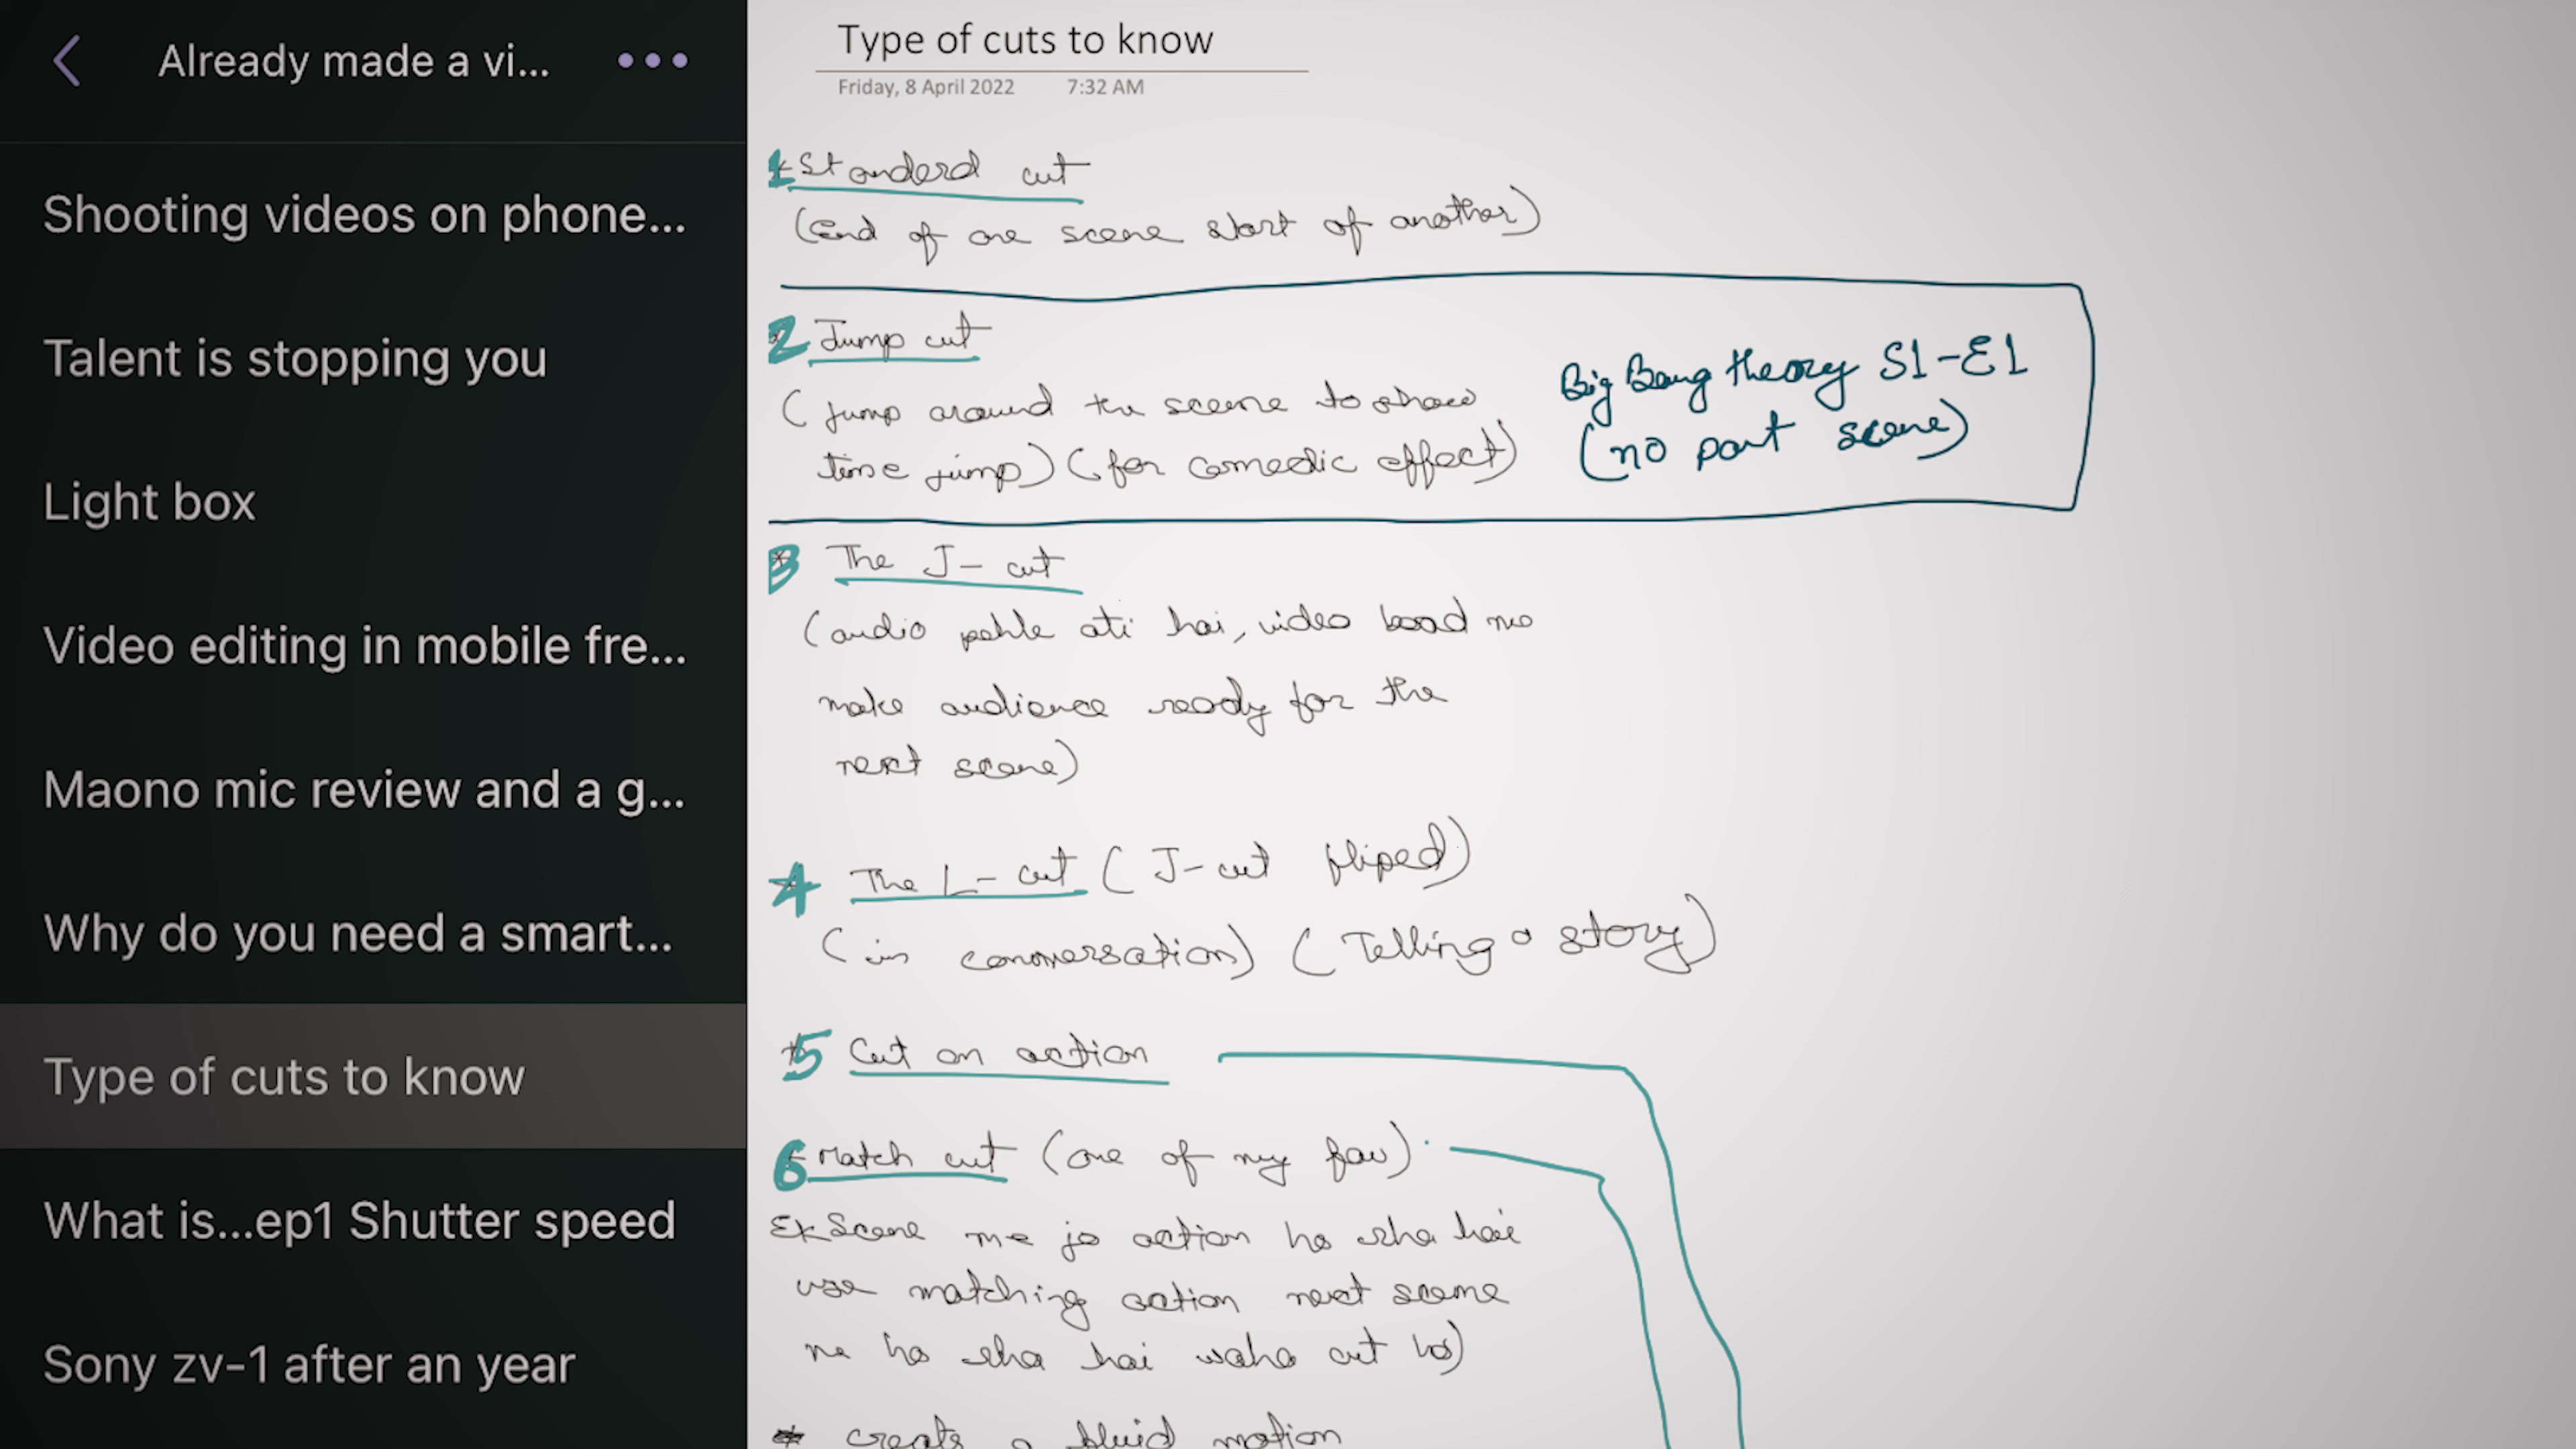 Already made a vi...
Shooting videos on phone...
Talent is stopping you
Light box
Video editing in mobile fre...
Maono mic review and a g...
Why do you need a smart...
Type of cuts to know
What is...ep1 Shutter speed
Sony zv-1 after an year
Type of cuts to know
Friday, 8 April 2022 7:32 AM
1 Standerd cut
(End of one scene start of another)
2 Jump cut
(jump around the scene to show
time jump) (for comedic effect)
Big Bang theory S1-E1
(no pant scene)
3 The J-cut
(audio pahle ati hai, video baad me
make audience ready for the
next scene)
4 The L-cut (J-cut fliped)
(in conversation) (Telling a story)
5 Cut on action
6 Match cut (one of my fav)
Ek Scene me jo action ho rha hai
use matching action next scene
me ho rha hai waha cut ho)
* create a fluid motion